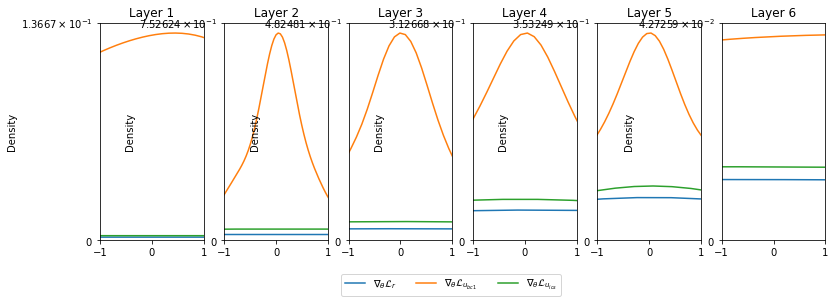 Layer 1
Layer 2
Layer 3
Layer 4
Layer 5
Layer 6
1.3667 × 10⁻¹
7.52624 × 10⁻¹
4.82481 × 10⁻¹
3.12668 × 10⁻¹
3.53249 × 10⁻¹
4.27259 × 10⁻²
Density
Density
Density
Density
Density
Density
0
0
0
0
0
0
−1 0 1
−1 0 1
−1 0 1
−1 0 1
−1 0 1
−1 0 1
∇θℒr
∇θℒu_bc1
∇θℒu_ics